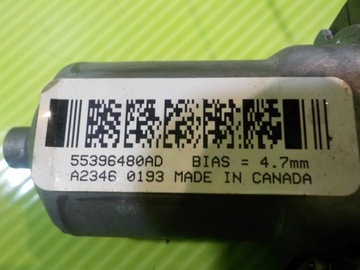 55396480AD BIAS = 4.7mm
A2346 0193 MADE IN CANADA